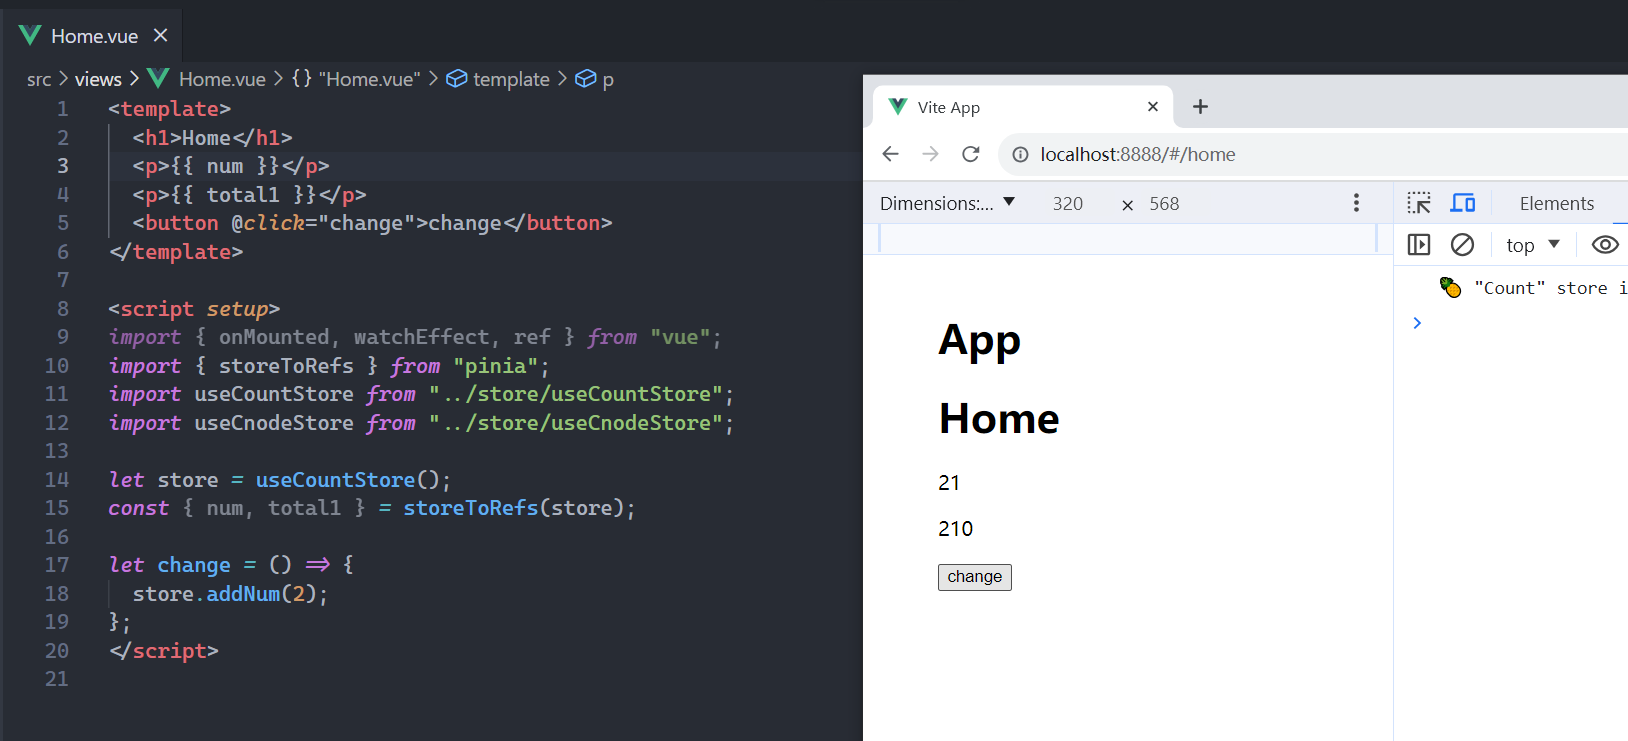 Home.vue
src > views > Home.vue > {} "Home.vue" > template > p
1 <template>
2 <h1>Home</h1>
3 <p>{{ num }}</p>
4 <p>{{ total1 }}</p>
5 <button @click="change">change</button>
6 </template>
7
8 <script setup>
9 import { onMounted, watchEffect, ref } from "vue";
10 import { storeToRefs } from "pinia";
11 import useCountStore from "../store/useCountStore";
12 import useCnodeStore from "../store/useCnodeStore";
13
14 let store = useCountStore();
15 const { num, total1 } = storeToRefs(store);
16
17 let change = () => {
18 store.addNum(2);
19 };
20 </script>
21
Vite App
localhost:8888/#/home
Dimensions:... 320 × 568
Elements
top
🍍 "Count" store i
App
Home
21
210
change